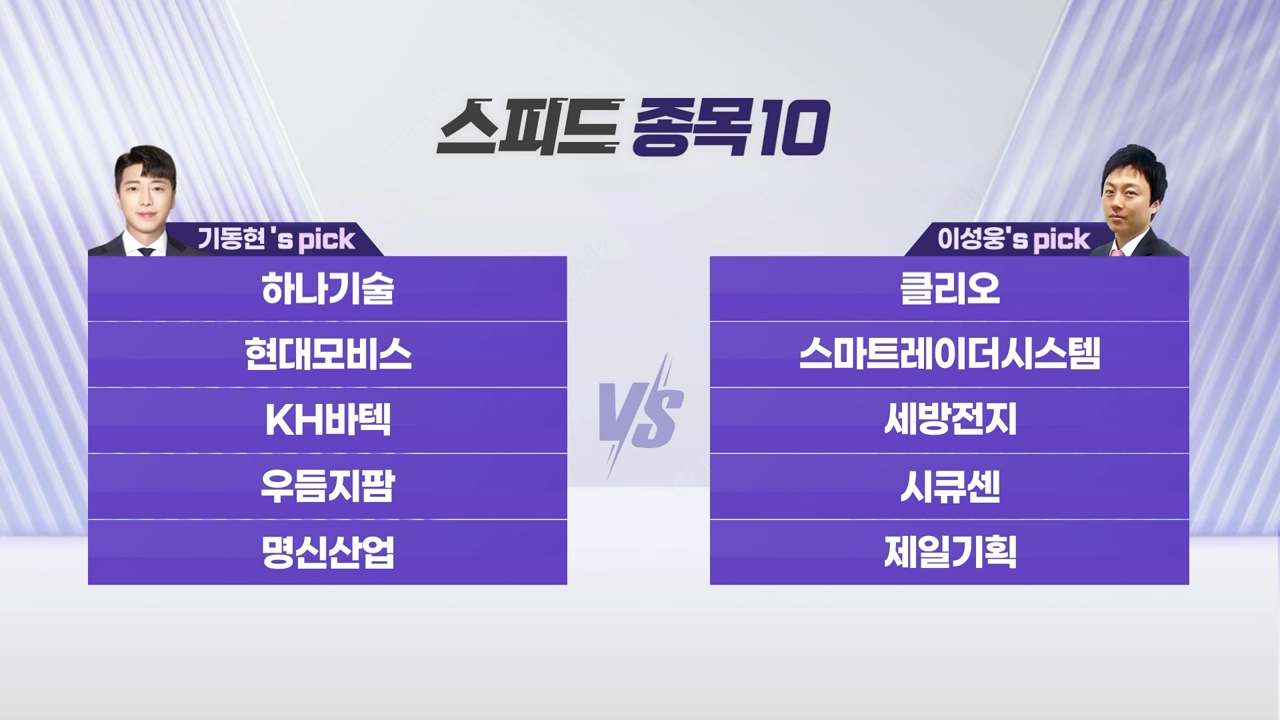 스피드 종목10
기동현 's pick
하나기술
현대모비스
KH바텍
우듬지팜
명신산업
VS
이성웅's pick
클리오
스마트레이더시스템
세방전지
시큐센
제일기획